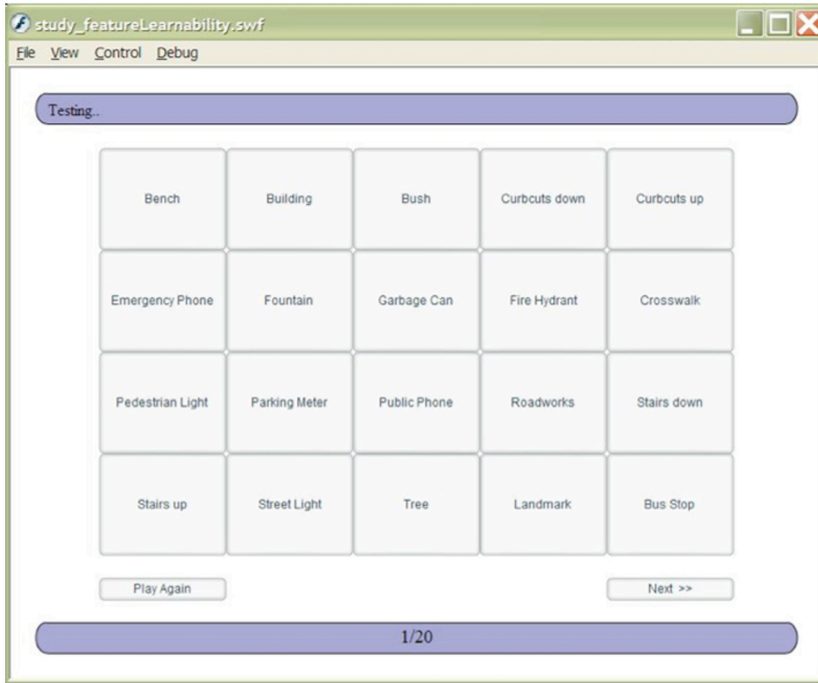 study_featureLearnability.swf
File View Control Debug
Testing..
Bench Building Bush Curbcuts down Curbcuts up
Emergency Phone Fountain Garbage Can Fire Hydrant Crosswalk
Pedestrian Light Parking Meter Public Phone Roadworks Stairs down
Stairs up Street Light Tree Landmark Bus Stop
Play Again Next >>
1/20